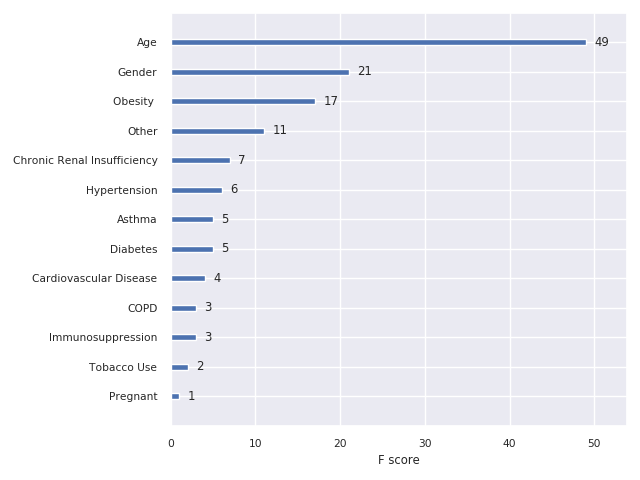 Age 49
Gender 21
Obesity 17
Other 11
Chronic Renal Insufficiency 7
Hypertension 6
Asthma 5
Diabetes 5
Cardiovascular Disease 4
COPD 3
Immunosuppression 3
Tobacco Use 2
Pregnant 1
0 10 20 30 40 50
F score